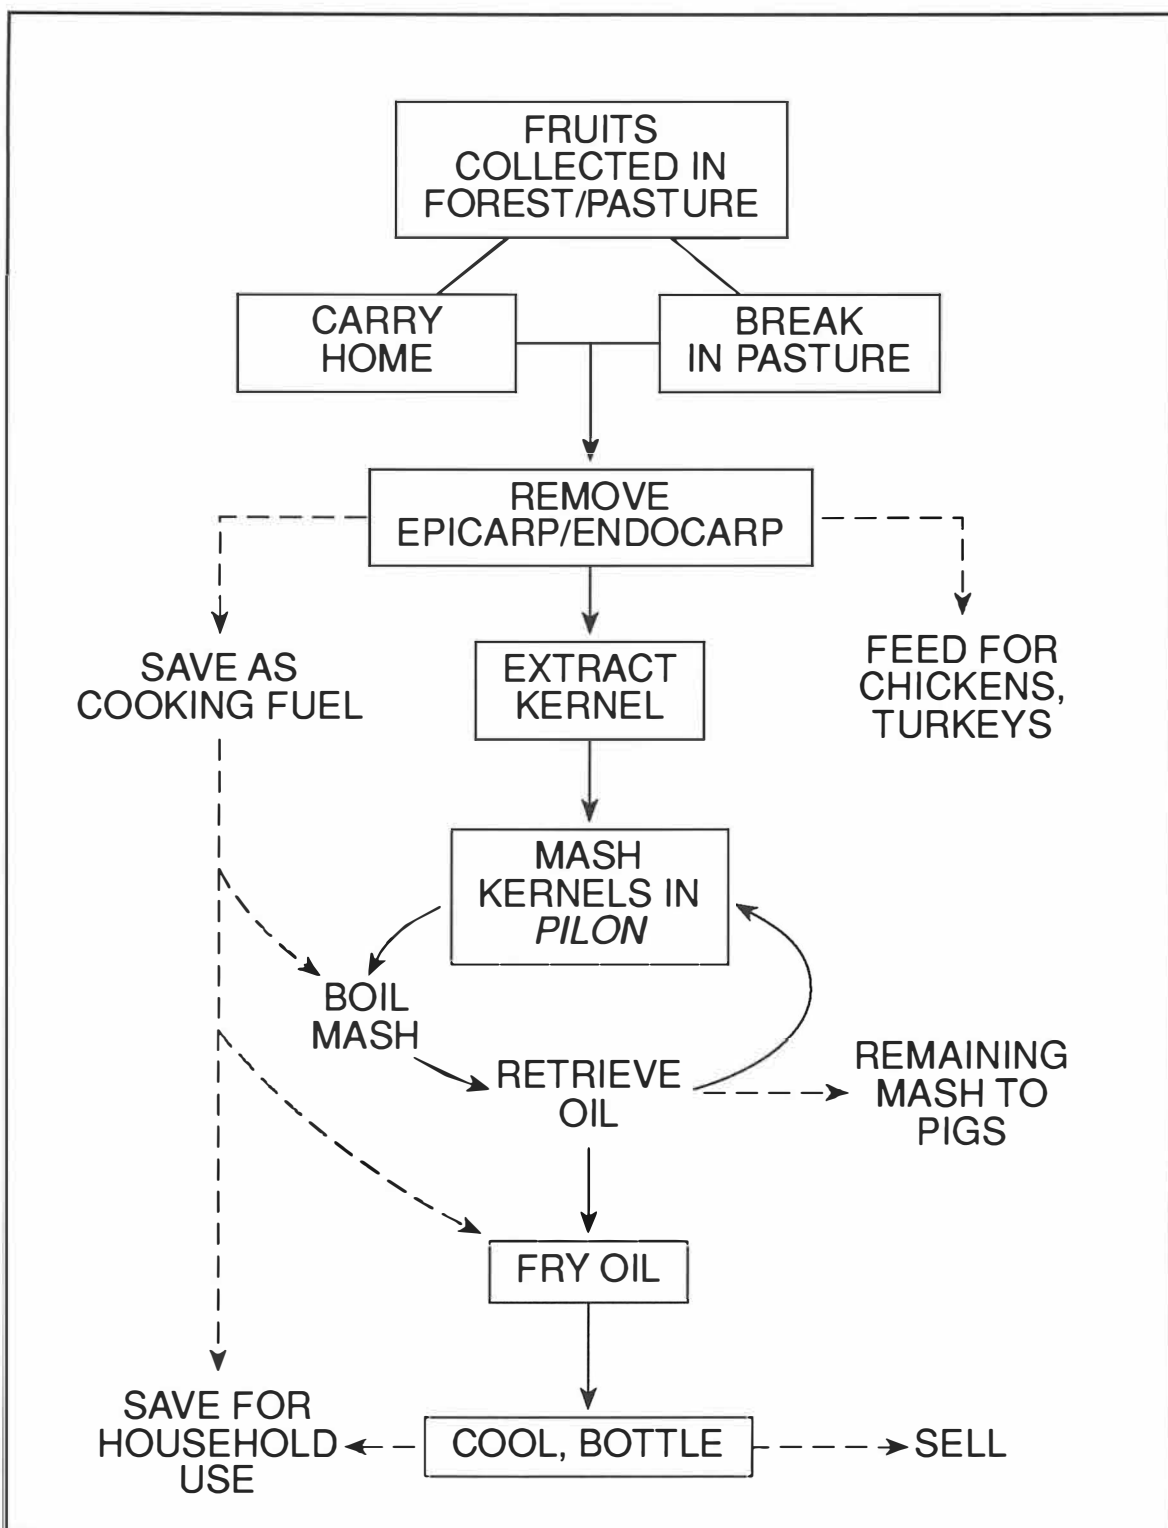 FRUITS
COLLECTED IN
FOREST/PASTURE
CARRY
HOME
BREAK
IN PASTURE
REMOVE
EPICARP/ENDOCARP
SAVE AS
COOKING FUEL
EXTRACT
KERNEL
FEED FOR
CHICKENS,
TURKEYS
MASH
KERNELS IN
PILON
BOIL
MASH
RETRIEVE
OIL
REMAINING
MASH TO
PIGS
FRY OIL
SAVE FOR
HOUSEHOLD
USE
COOL, BOTTLE
SELL